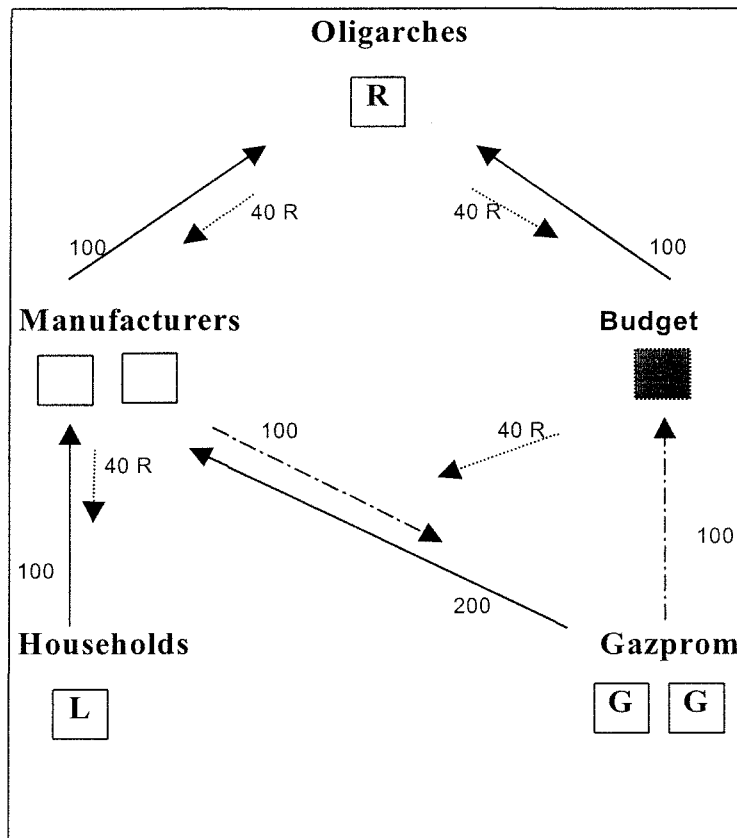 Oligarches
R
40 R
40 R
100
100
Manufacturers
Budget
100
40 R
40 R
100
100
200
Households
Gazprom
L
G
G